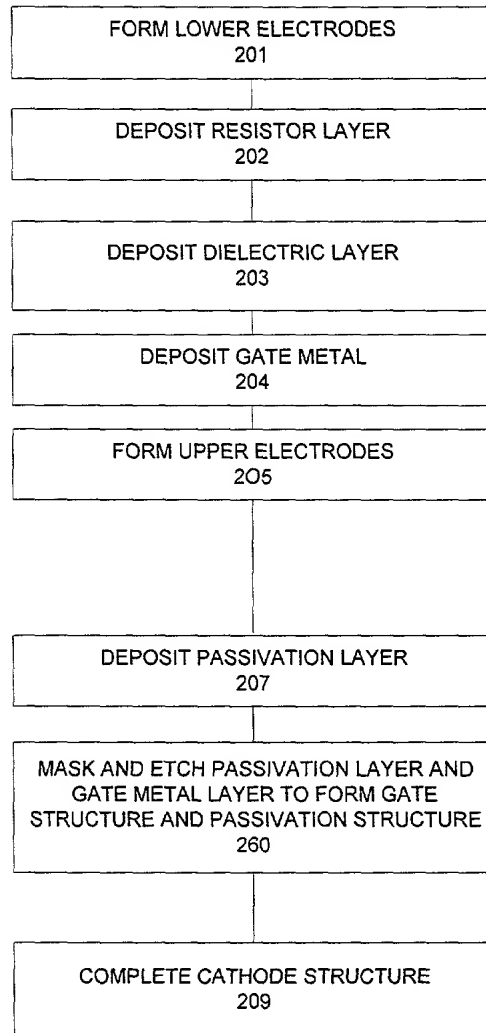 FORM LOWER ELECTRODES
201
DEPOSIT RESISTOR LAYER
202
DEPOSIT DIELECTRIC LAYER
203
DEPOSIT GATE METAL
204
FORM UPPER ELECTRODES
2O5
DEPOSIT PASSIVATION LAYER
207
MASK AND ETCH PASSIVATION LAYER AND
GATE METAL LAYER TO FORM GATE
STRUCTURE AND PASSIVATION STRUCTURE
260
COMPLETE CATHODE STRUCTURE
209